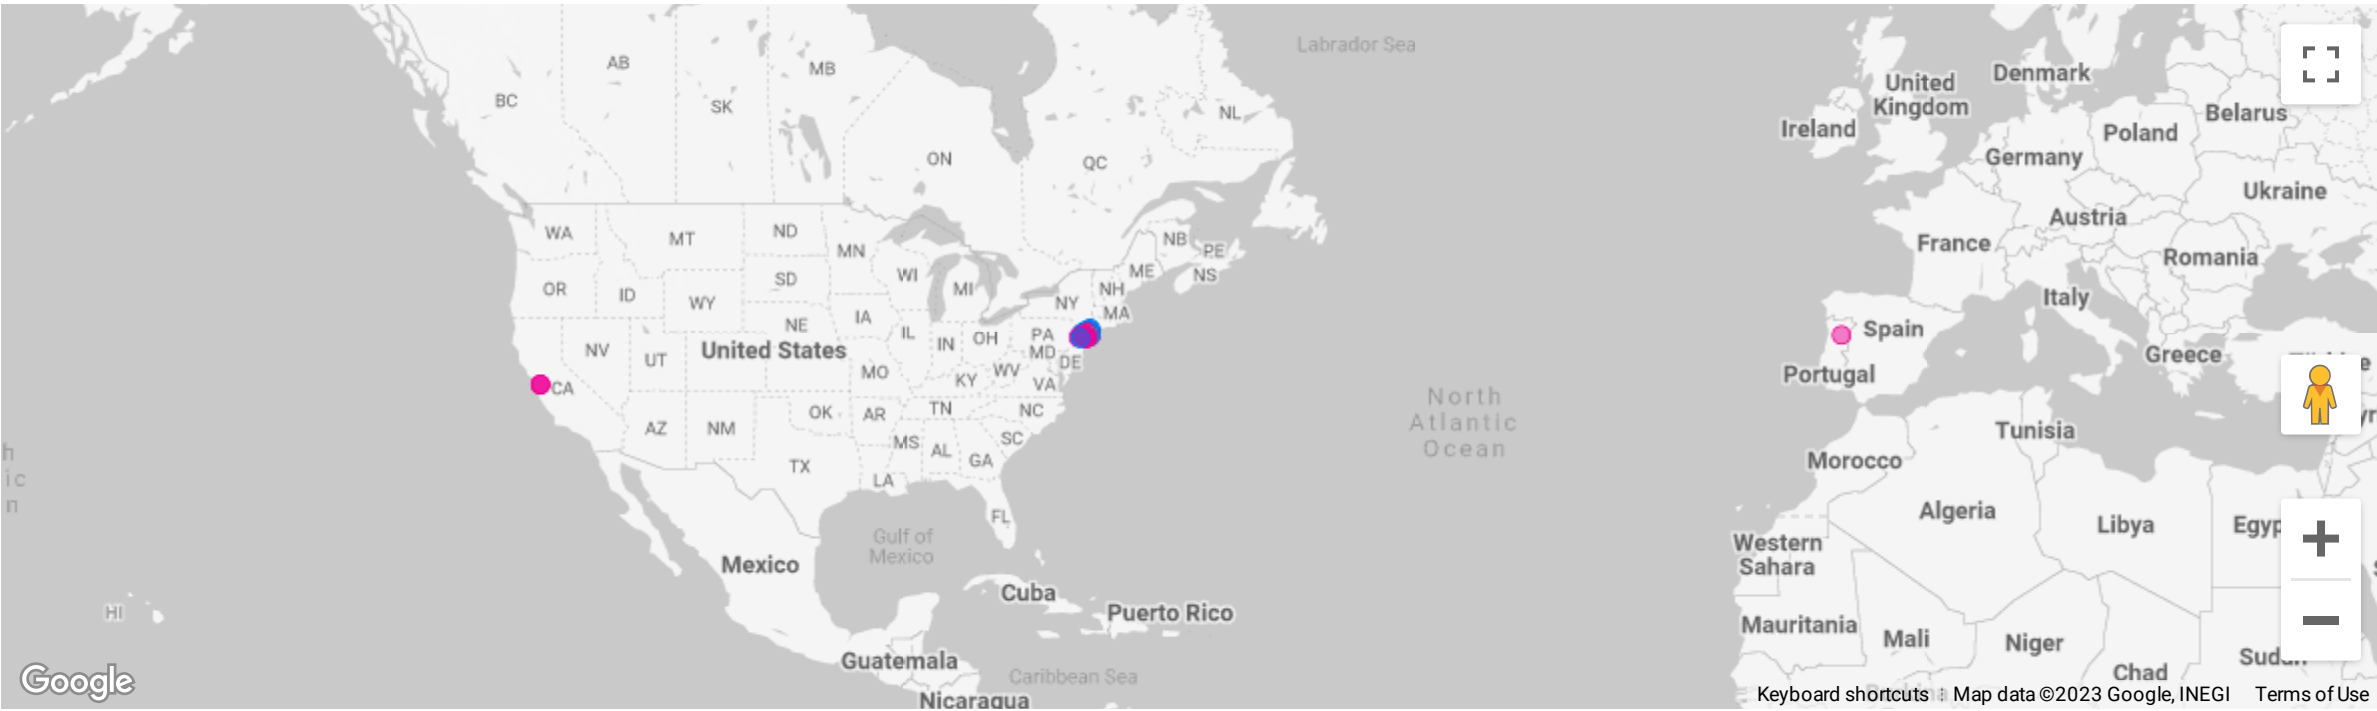 Labrador Sea
AB
MB
BC
SK
NL
ON
QC
United
Kingdom
Denmark
Ireland
Belarus
Poland
Germany
Ukraine
Austria
France
Romania
Italy
Spain
Portugal
Greece
WA
MT
ND
MN
NB
PE
OR
ID
WY
SD
WI
MI
ME
NS
NH
NY
MA
NE
IA
IL
IN
OH
PA
MD
DE
NV
UT
United States
MO
KY
WV
VA
CA
AZ
NM
OK
AR
TN
NC
MS
AL
SC
GA
TX
LA
FL
North
Atlantic
Ocean
Tunisia
Morocco
Algeria
Libya
Egyp
Western
Sahara
Mauritania
Mali
Niger
Chad
Sudan
h
ic
n
HI
Gulf of
Mexico
Mexico
Cuba
Puerto Rico
Guatemala
Caribbean Sea
Nicaragua
Google
Keyboard shortcuts
Map data ©2023 Google, INEGI
Terms of Use